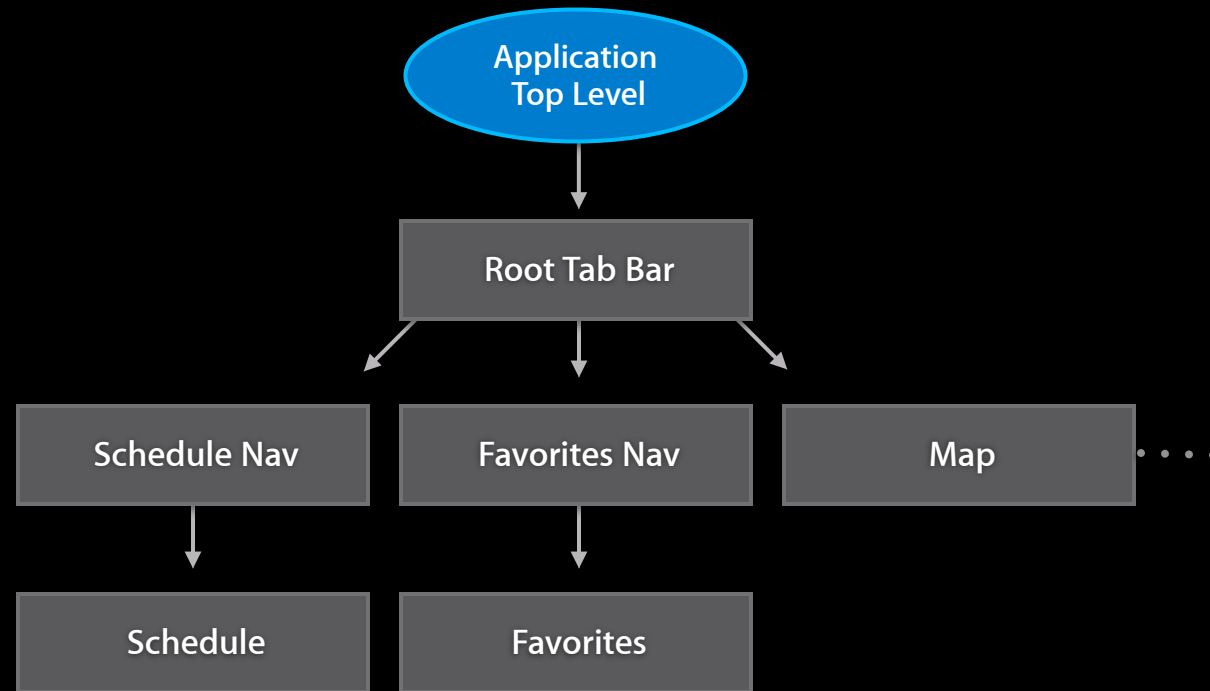 Application
Top Level
Root Tab Bar
Schedule Nav
Favorites Nav
Map
Schedule
Favorites